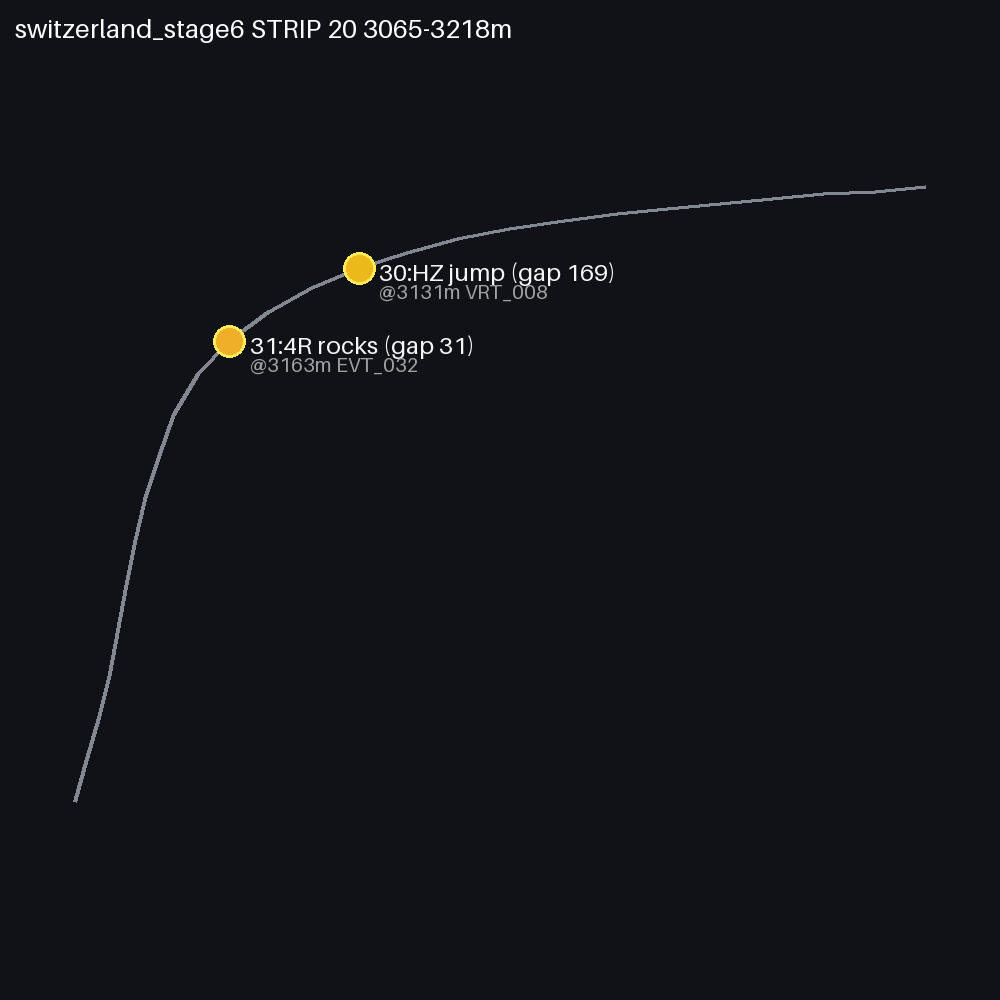 switzerland_stage6 STRIP 20 3065-3218m
30:HZ jump (gap 169)
@3131m VRT_008
31:4R rocks (gap 31)
@3163m EVT_032